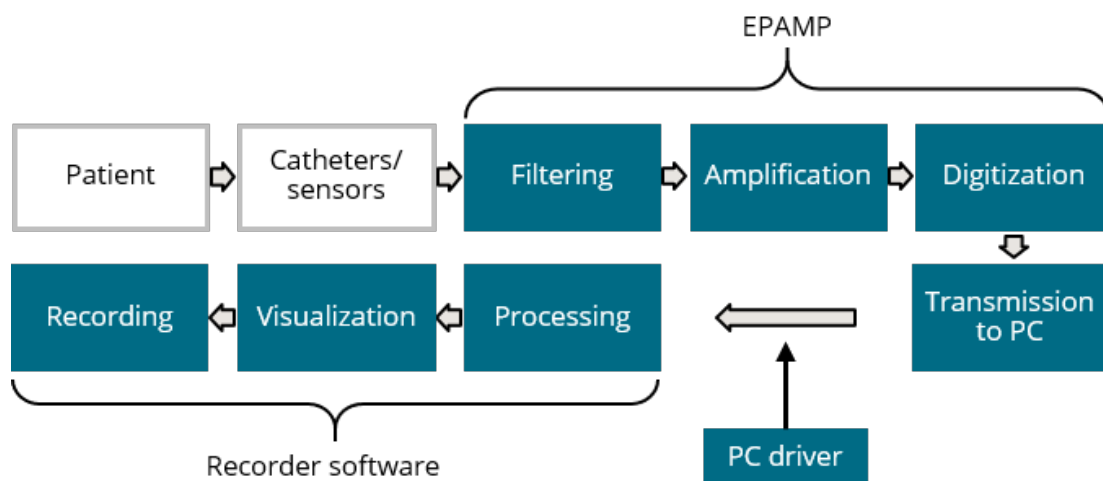 EPAMP
Patient
Catheters/
sensors
Filtering
Amplification
Digitization
Recording
Visualization
Processing
Transmission
to PC
Recorder software
PC driver